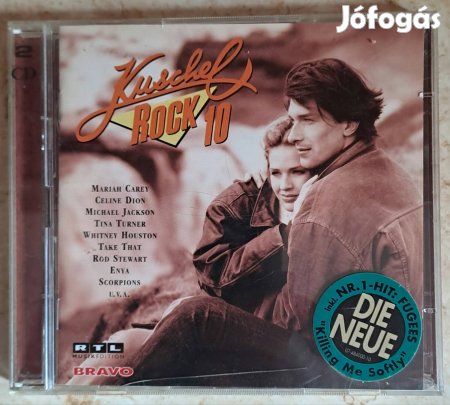 Jófogás
2 CD
Kuschel
ROCK 10
MARIAH CAREY
CELINE DION
MICHAEL JACKSON
TINA TURNER
WHITNEY HOUSTON
TAKE THAT
ROD STEWART
ENYA
SCORPIONS
U.V.A.
inkl. NR. 1-HIT: FUGEES
DIE
NEUE
"Killing Me Softly"
RTL
MUSIKEDITION
BRAVO